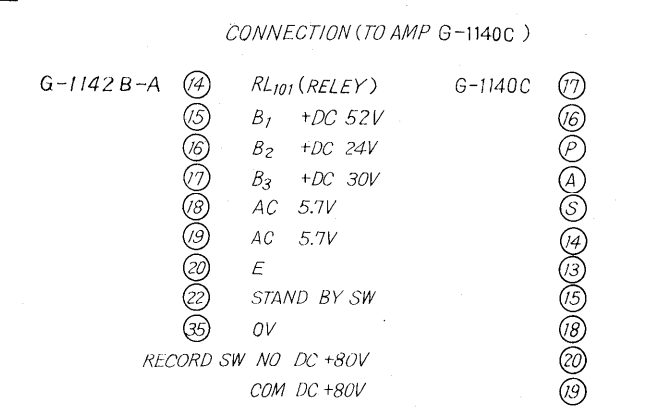 CONNECTION (TO AMP G-1140C)
G-1142B-A 14 RL101 (RELEY) G-1140C 17
15 B1 +DC 52V 16
16 B2 +DC 24V P
17 B3 +DC 30V A
18 AC 5.7V S
19 AC 5.7V 14
20 E 13
22 STAND BY SW 15
35 0V 18
RECORD SW NO DC +80V 20
COM DC +80V 19